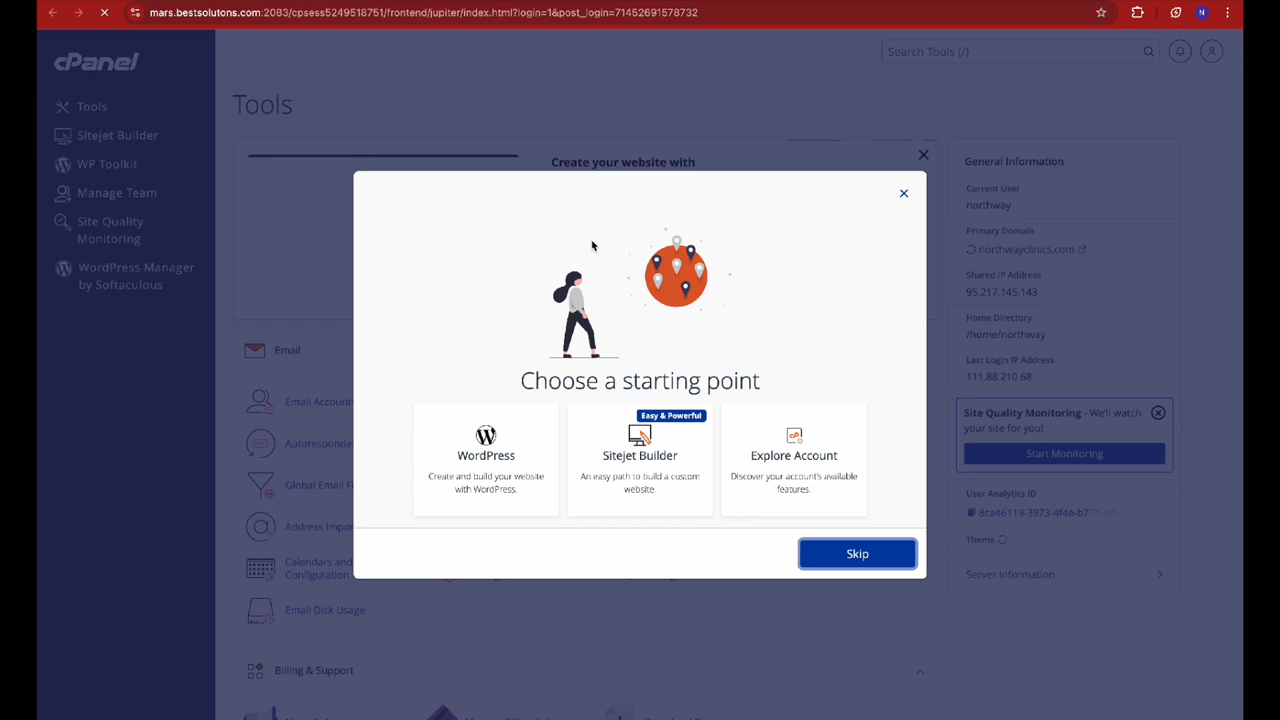 mars.bestsolutons.com:2083/cpsess5249518751/frontend/jupiter/index.html?login=1&post_login=71452691578732
N
cPanel
Search Tools (/)
Tools
Tools
Sitejet Builder
WP Toolkit
Manage Team
Site Quality
Monitoring
WordPress Manager
by Softaculous
Create your website with
Choose a starting point
WordPress
Create and build your website
with WordPress.
Easy & Powerful
Sitejet Builder
An easy path to build a custom
website.
Explore Account
Discover your account's available
features.
Skip
Email
Email Account
Autoresponde
Global Email F
Address Impor
Calendars and
Configuration
Email Disk Usage
Billing & Support
General Information
Current User
northway
Primary Domain
northwayclinics.com
Shared IP Address
95.217.145.143
Home Directory
/home/northway
Last Login IP Address
111.88.210.68
Site Quality Monitoring - We'll watch
your site for you!
Start Monitoring
User Analytics ID
8ca46119-3973-4f4e-b7
Theme
Server Information